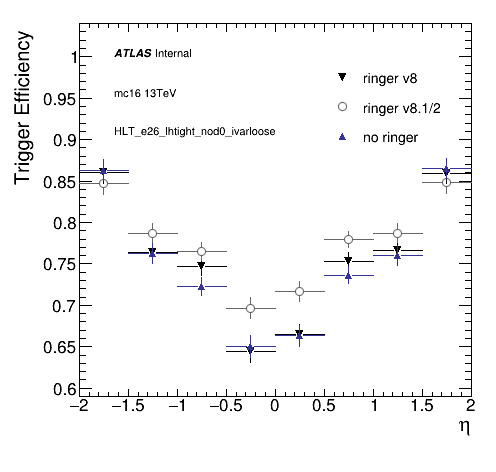 Trigger Efficiency
ATLAS Internal
mc16 13TeV
HLT_e26_lhtight_nod0_ivarloose
ringer v8
ringer v8.1/2
no ringer
1
0.95
0.9
0.85
0.8
0.75
0.7
0.65
0.6
−2 −1.5 −1 −0.5 0 0.5 1 1.5 2
η